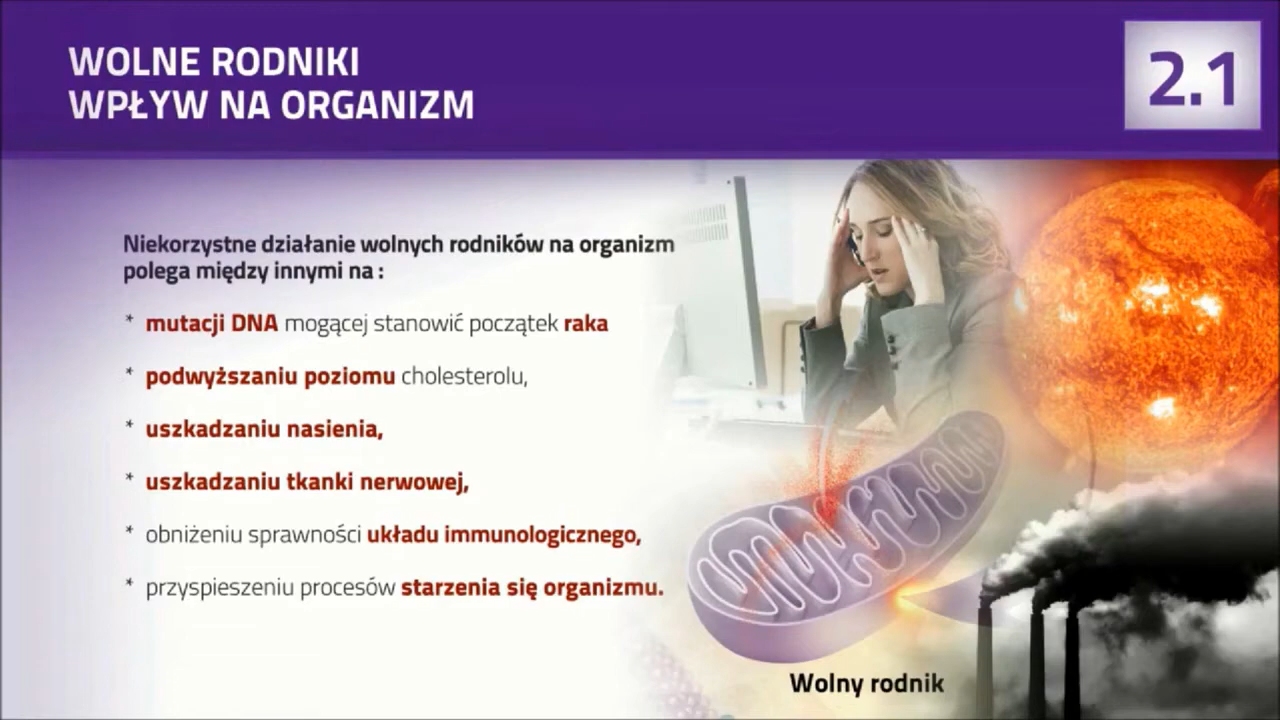 WOLNE RODNIKI
WPŁYW NA ORGANIZM
2.1
Niekorzystne działanie wolnych rodników na organizm
polega między innymi na :
* mutacji DNA mogącej stanowić początek raka
* podwyższaniu poziomu cholesterolu,
* uszkadzaniu nasienia,
* uszkadzaniu tkanki nerwowej,
* obniżeniu sprawności układu immunologicznego,
* przyspieszeniu procesów starzenia się organizmu.
Wolny rodnik